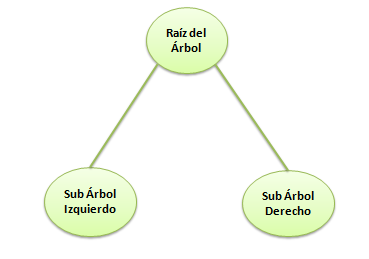 Raíz del
Árbol
Sub Árbol
Izquierdo
Sub Árbol
Derecho